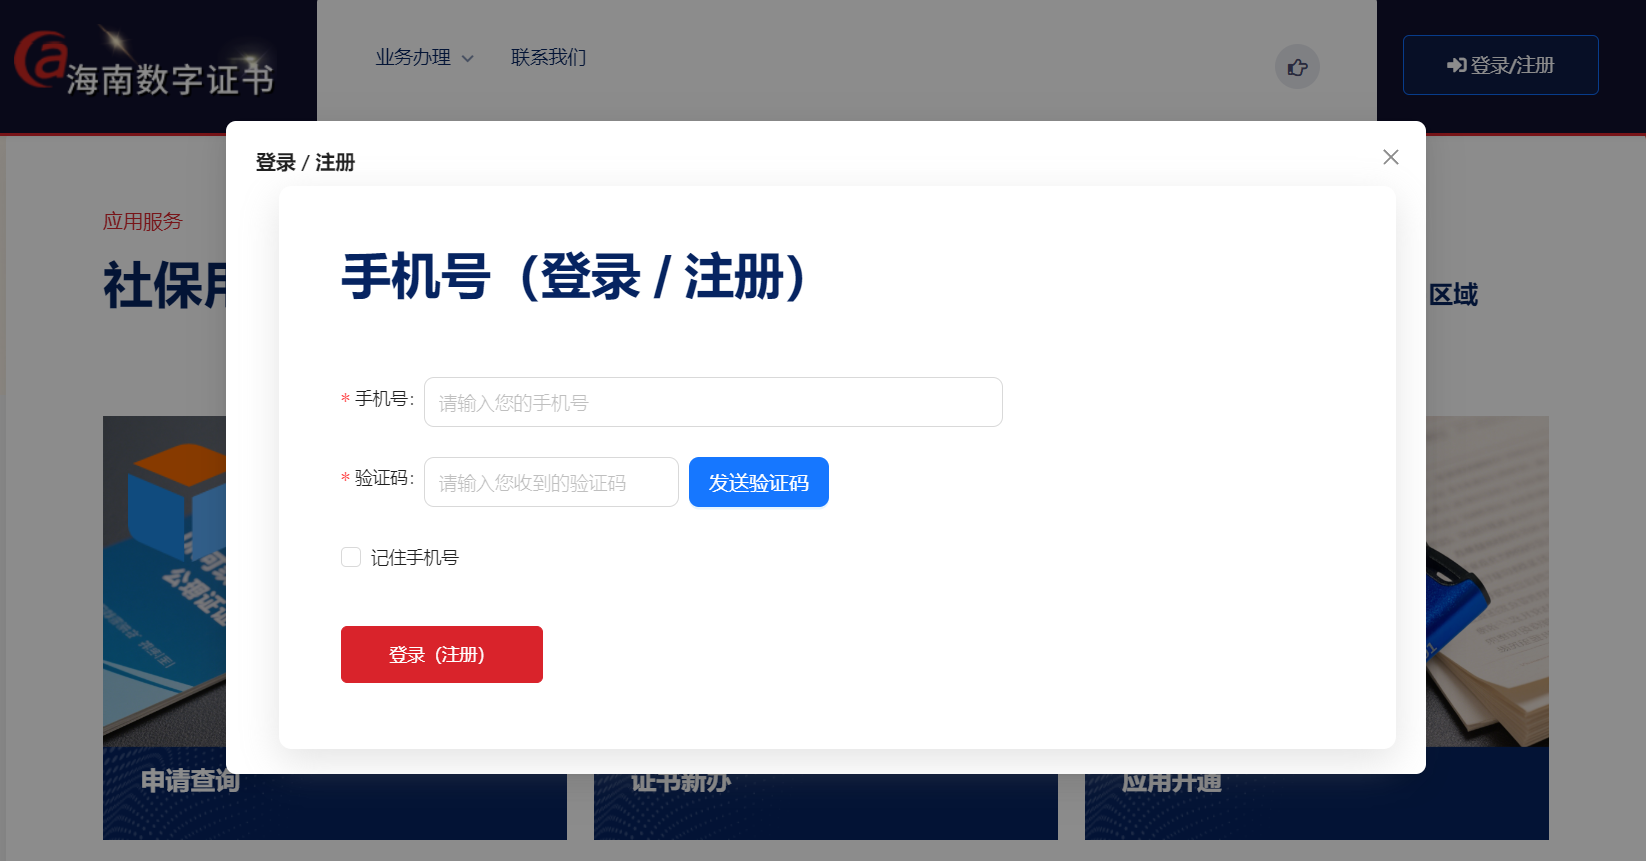 海南数字证书
业务办理
联系我们
登录/注册
登录 / 注册
应用服务
社保用
区域
手机号（登录 / 注册）
* 手机号:
请输入您的手机号
* 验证码:
请输入您收到的验证码
发送验证码
记住手机号
登录（注册）
申请查询
证书新办
应用开通